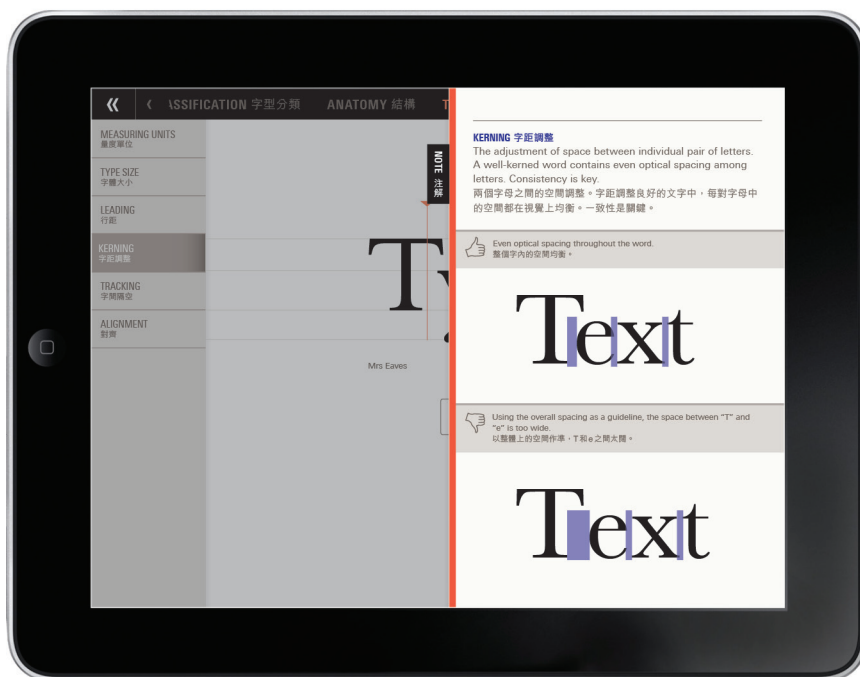 ASSIFICATION 字型分類
ANATOMY 結構
T
MEASURING UNITS
量度單位
TYPE SIZE
字體大小
LEADING
行距
KERNING
字距調整
TRACKING
字間隔空
ALIGNMENT
對齊
NOTE 注解
Ty
Mrs Eaves
KERNING 字距調整
The adjustment of space between individual pair of letters.
A well-kerned word contains even optical spacing among
letters. Consistency is key.
兩個字母之間的空間調整。字距調整良好的文字中，每對字母中
的空間都在視覺上均衡。一致性是關鍵。
Even optical spacing throughout the word.
整個字內的空間均衡。
Text
Using the overall spacing as a guideline, the space between “T” and
“e” is too wide.
以整體上的空間作準，T和e之間太闊。
Text